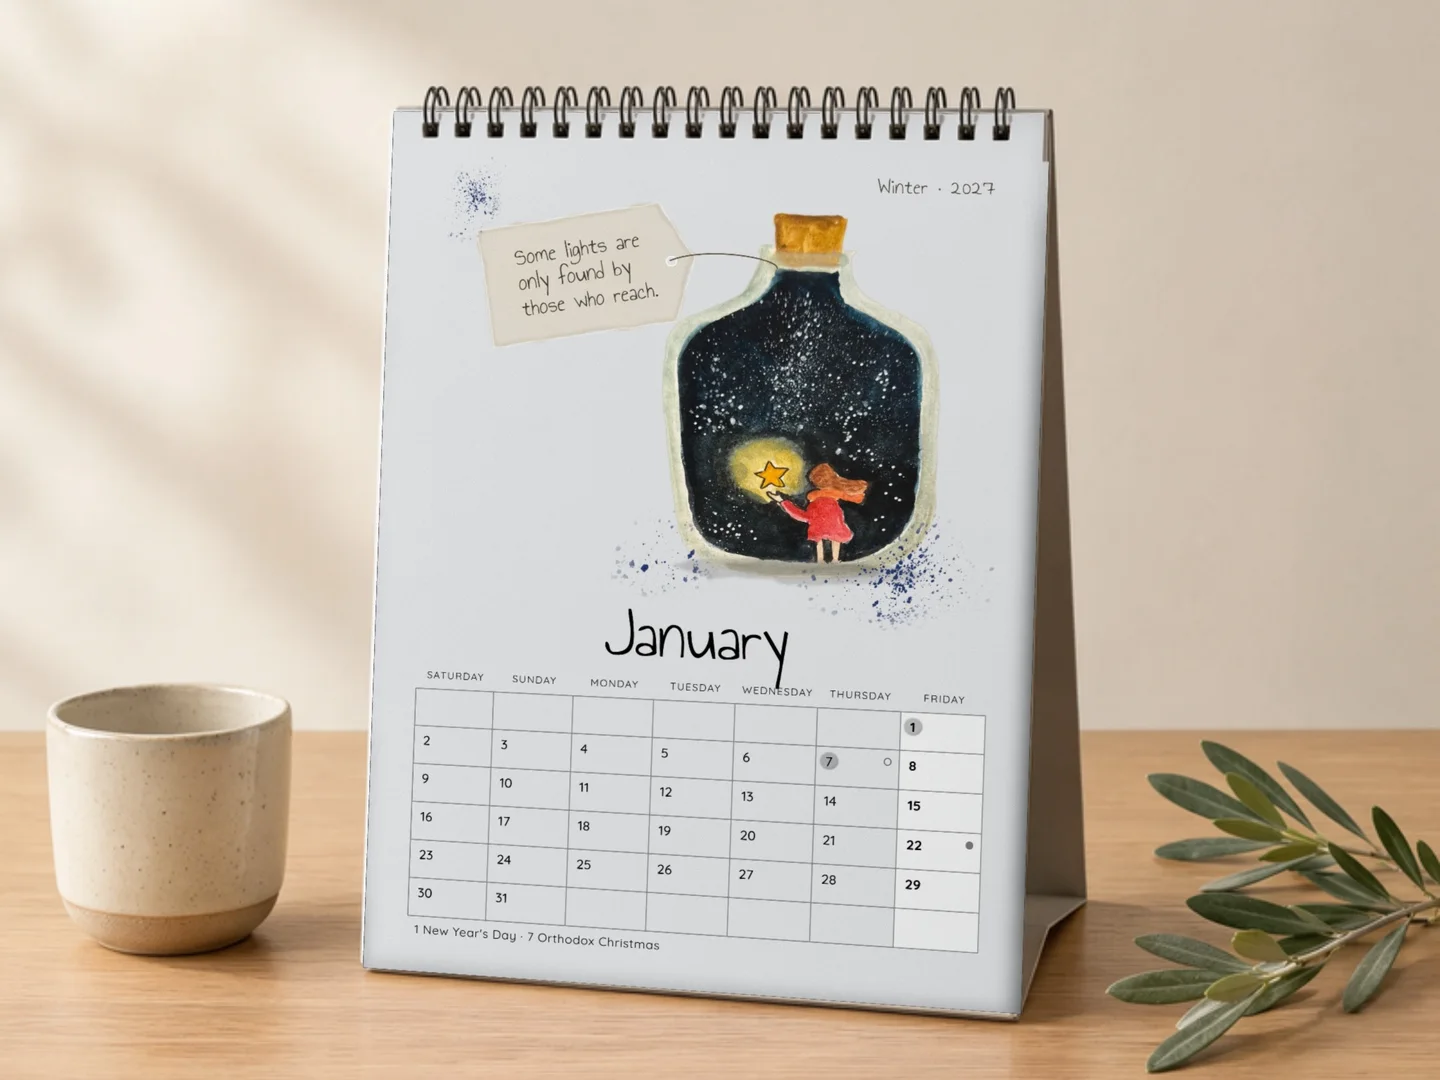 Winter · 2027
Some lights are
only found by
those who reach.
January
SATURDAY SUNDAY MONDAY TUESDAY WEDNESDAY THURSDAY FRIDAY
1
2 3 4 5 6 7 8
9 10 11 12 13 14 15
16 17 18 19 20 21 22
23 24 25 26 27 28 29
30 31
1 New Year's Day · 7 Orthodox Christmas